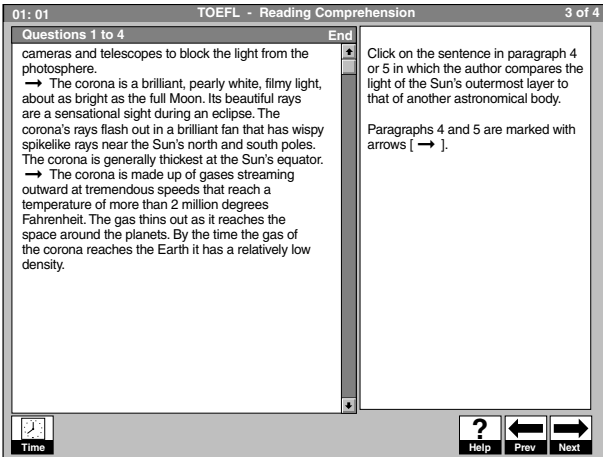 01: 01 TOEFL - Reading Comprehension 3 of 4
Questions 1 to 4 End
cameras and telescopes to block the light from the
photosphere.
→ The corona is a brilliant, pearly white, filmy light,
about as bright as the full Moon. Its beautiful rays
are a sensational sight during an eclipse. The
corona's rays flash out in a brilliant fan that has wispy
spikelike rays near the Sun's north and south poles.
The corona is generally thickest at the Sun's equator.
→ The corona is made up of gases streaming
outward at tremendous speeds that reach a
temperature of more than 2 million degrees
Fahrenheit. The gas thins out as it reaches the
space around the planets. By the time the gas of
the corona reaches the Earth it has a relatively low
density.
Click on the sentence in paragraph 4
or 5 in which the author compares the
light of the Sun's outermost layer to
that of another astronomical body.
Paragraphs 4 and 5 are marked with
arrows [ → ].
Time
? Help Prev Next